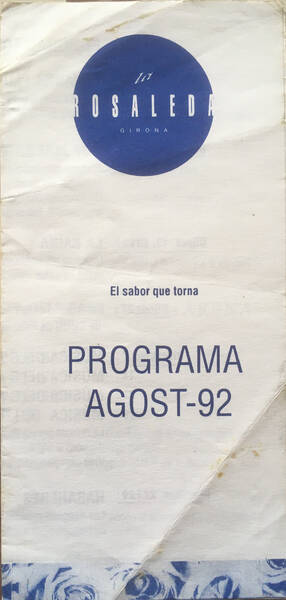 la
ROSALEDA
GIRONA
El sabor que torna
PROGRAMA
AGOST-92